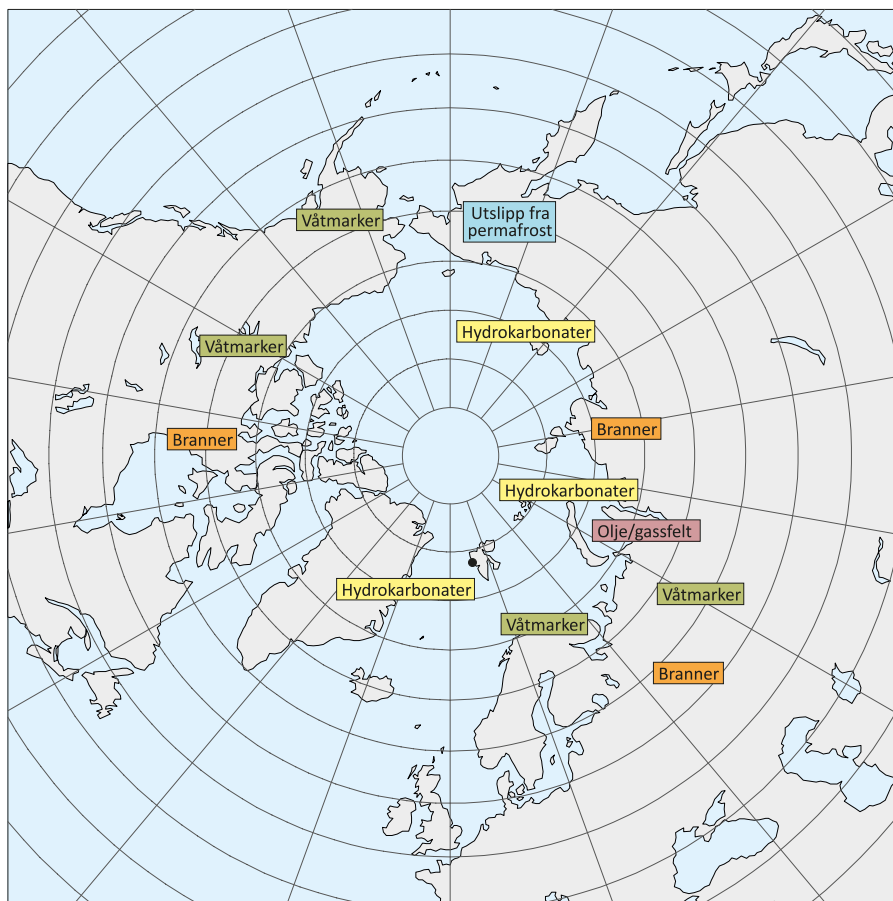 Utslipp fra
permafrost
Våtmarker
Hydrokarbonater
Våtmarker
Branner
Branner
Hydrokarbonater
Olje/gassfelt
Hydrokarbonater
Våtmarker
Våtmarker
Branner